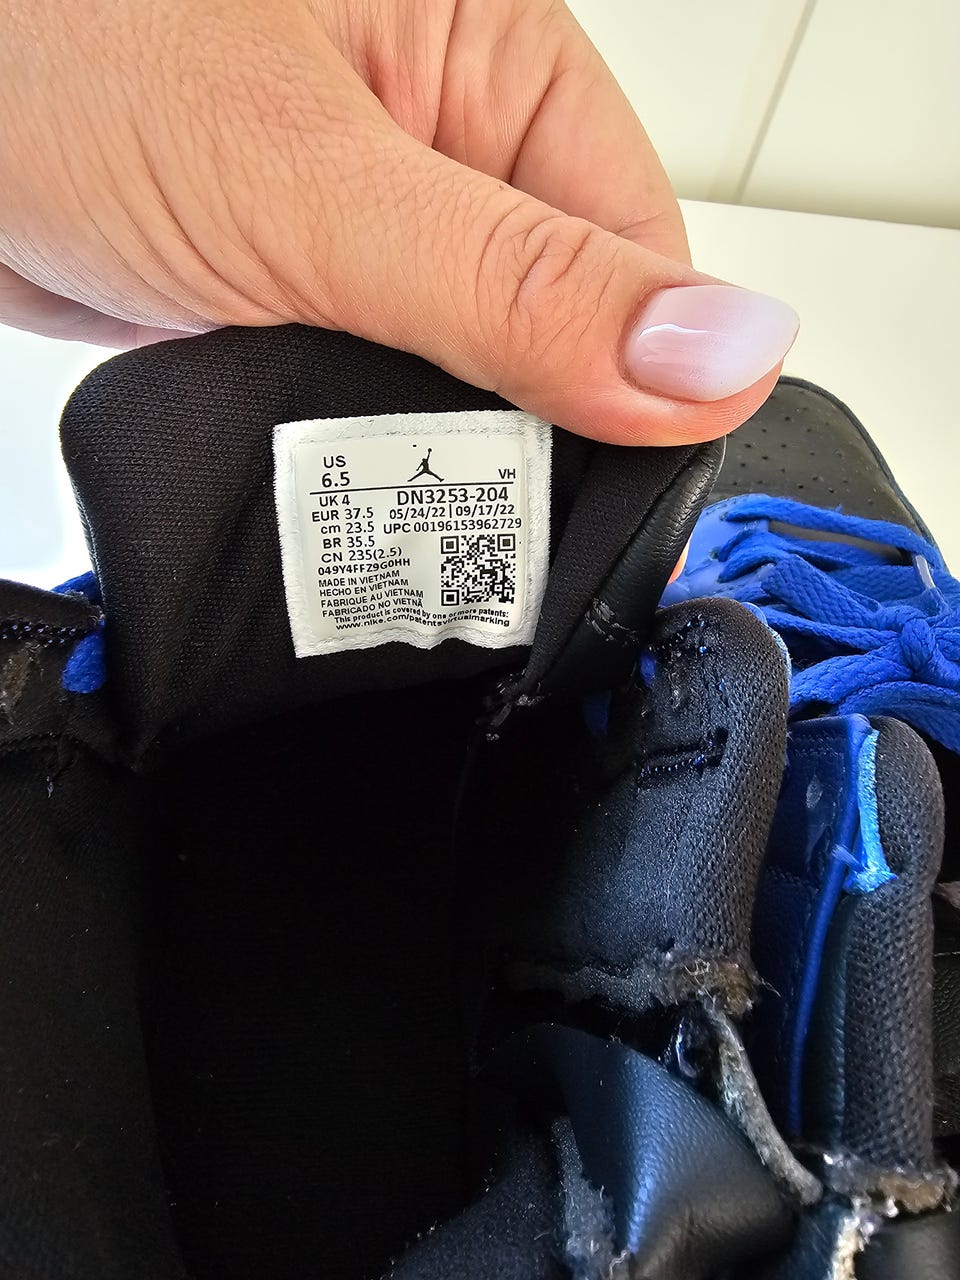 US
6.5
VH
UK 4
DN3253-204
EUR 37.5
05/24/22|09/17/22
cm 23.5
UPC 00196153962729
BR 35.5
CN 235(2.5)
049Y4FFZ9G0HH
MADE IN VIETNAM
HECHO EN VIETNAM
FABRIQUE AU VIETNAM
FABRICADO NO VIETNÃ
This product is covered by one or more patents:
www.nike.com/patentsvirtualmarking